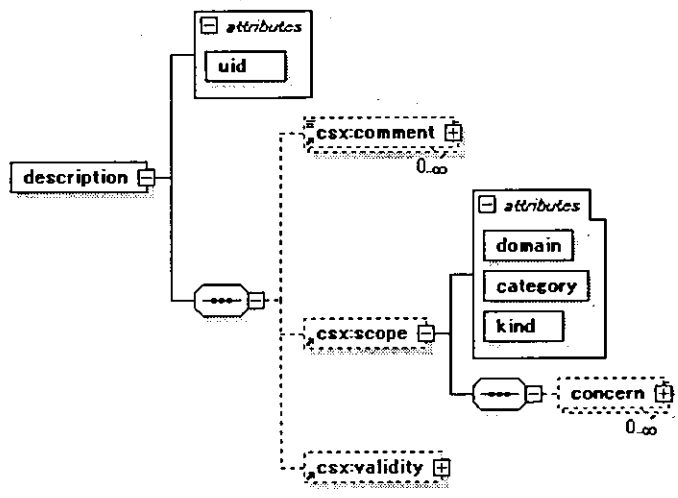 attributes
uid
csx:comment
0..∞
description
attributes
domain
category
kind
csx:scope
concern
0..∞
csx:validity